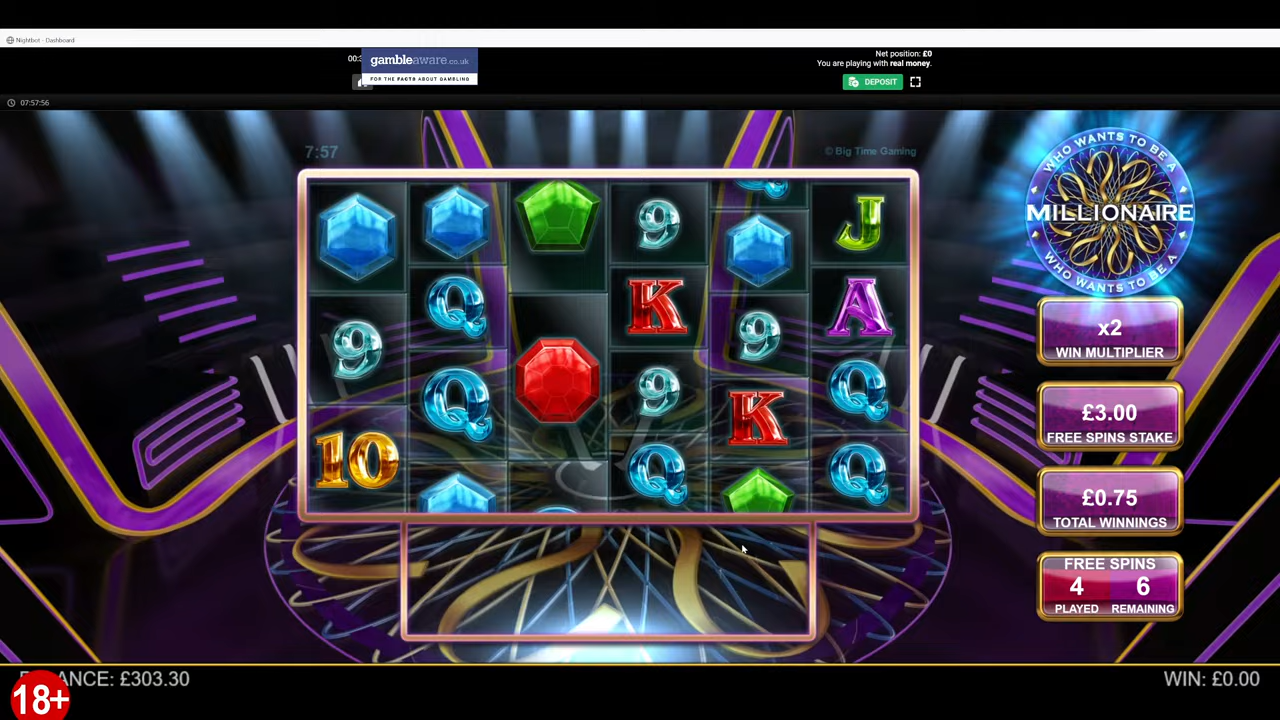 Nightbot - Dashboard
00:3
gambleaware.co.uk
FOR THE FACTS ABOUT GAMBLING
Net position: £0
You are playing with real money.
DEPOSIT
07:57:56
7:57
© Big Time Gaming
WHO WANTS TO BE A
MILLIONAIRE
WHO WANTS TO BE A
9 J
Q K A
9 9
Q 9 K Q
10 Q Q
x2
WIN MULTIPLIER
£3.00
FREE SPINS STAKE
£0.75
TOTAL WINNINGS
FREE SPINS
4 6
PLAYED REMAINING
ANCE: £303.30
18+
WIN: £0.00